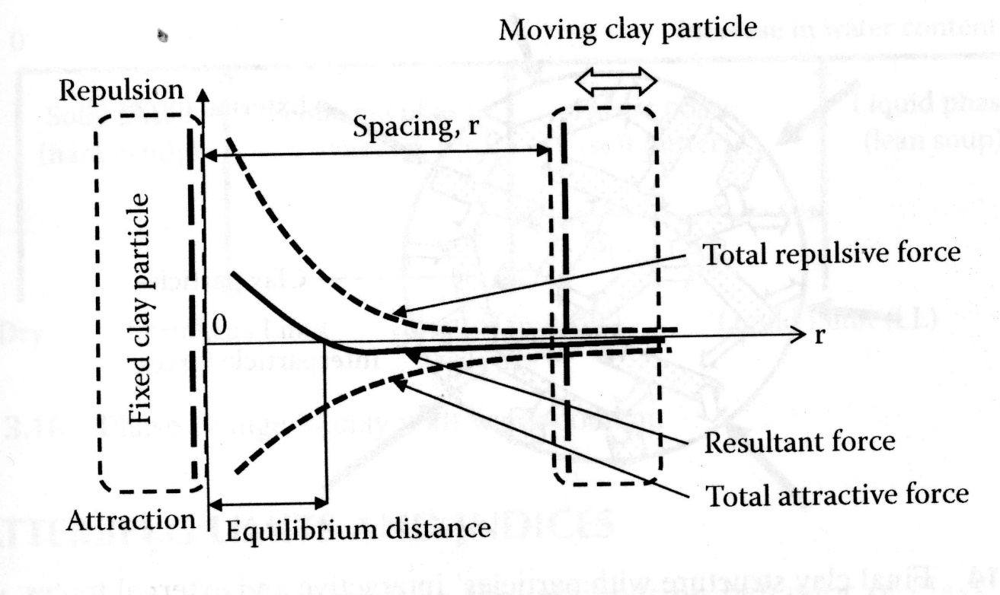 Moving clay particle
Repulsion
Spacing, r
Fixed clay particle
Total repulsive force
0
r
Resultant force
Total attractive force
Attraction
Equilibrium distance